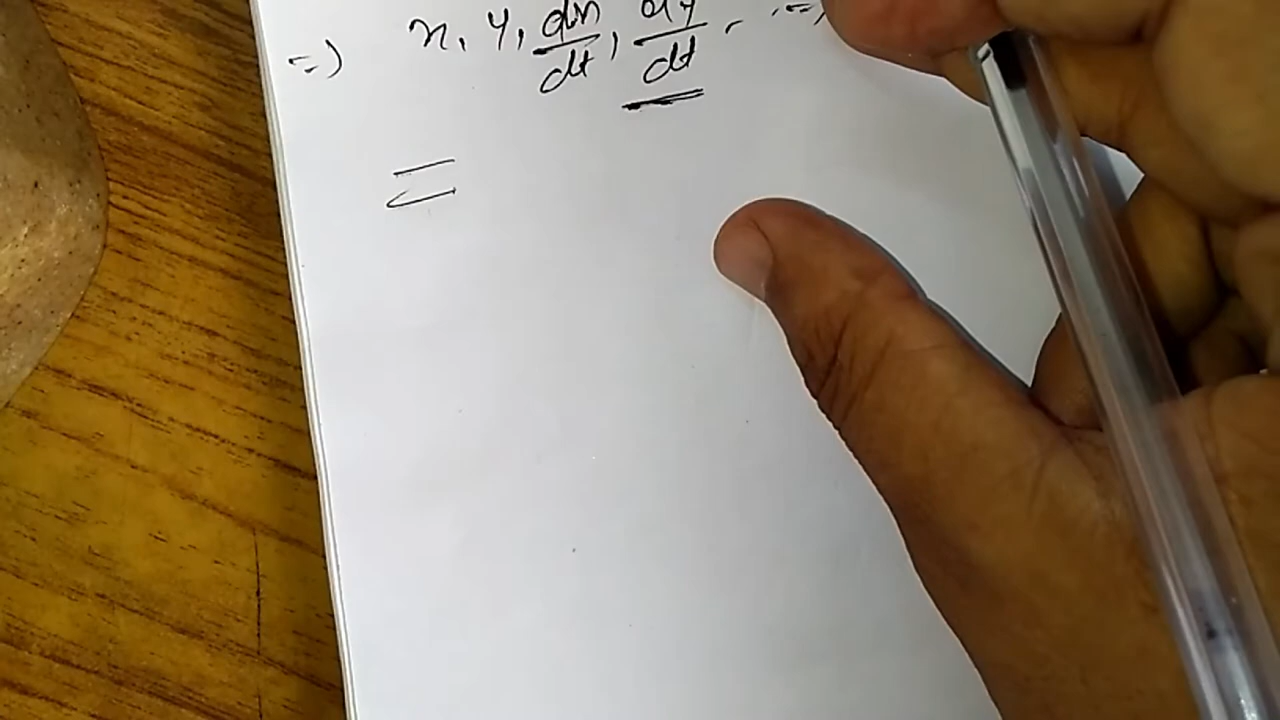 =) x, y, dx/dt, dy/dt, .=,
=